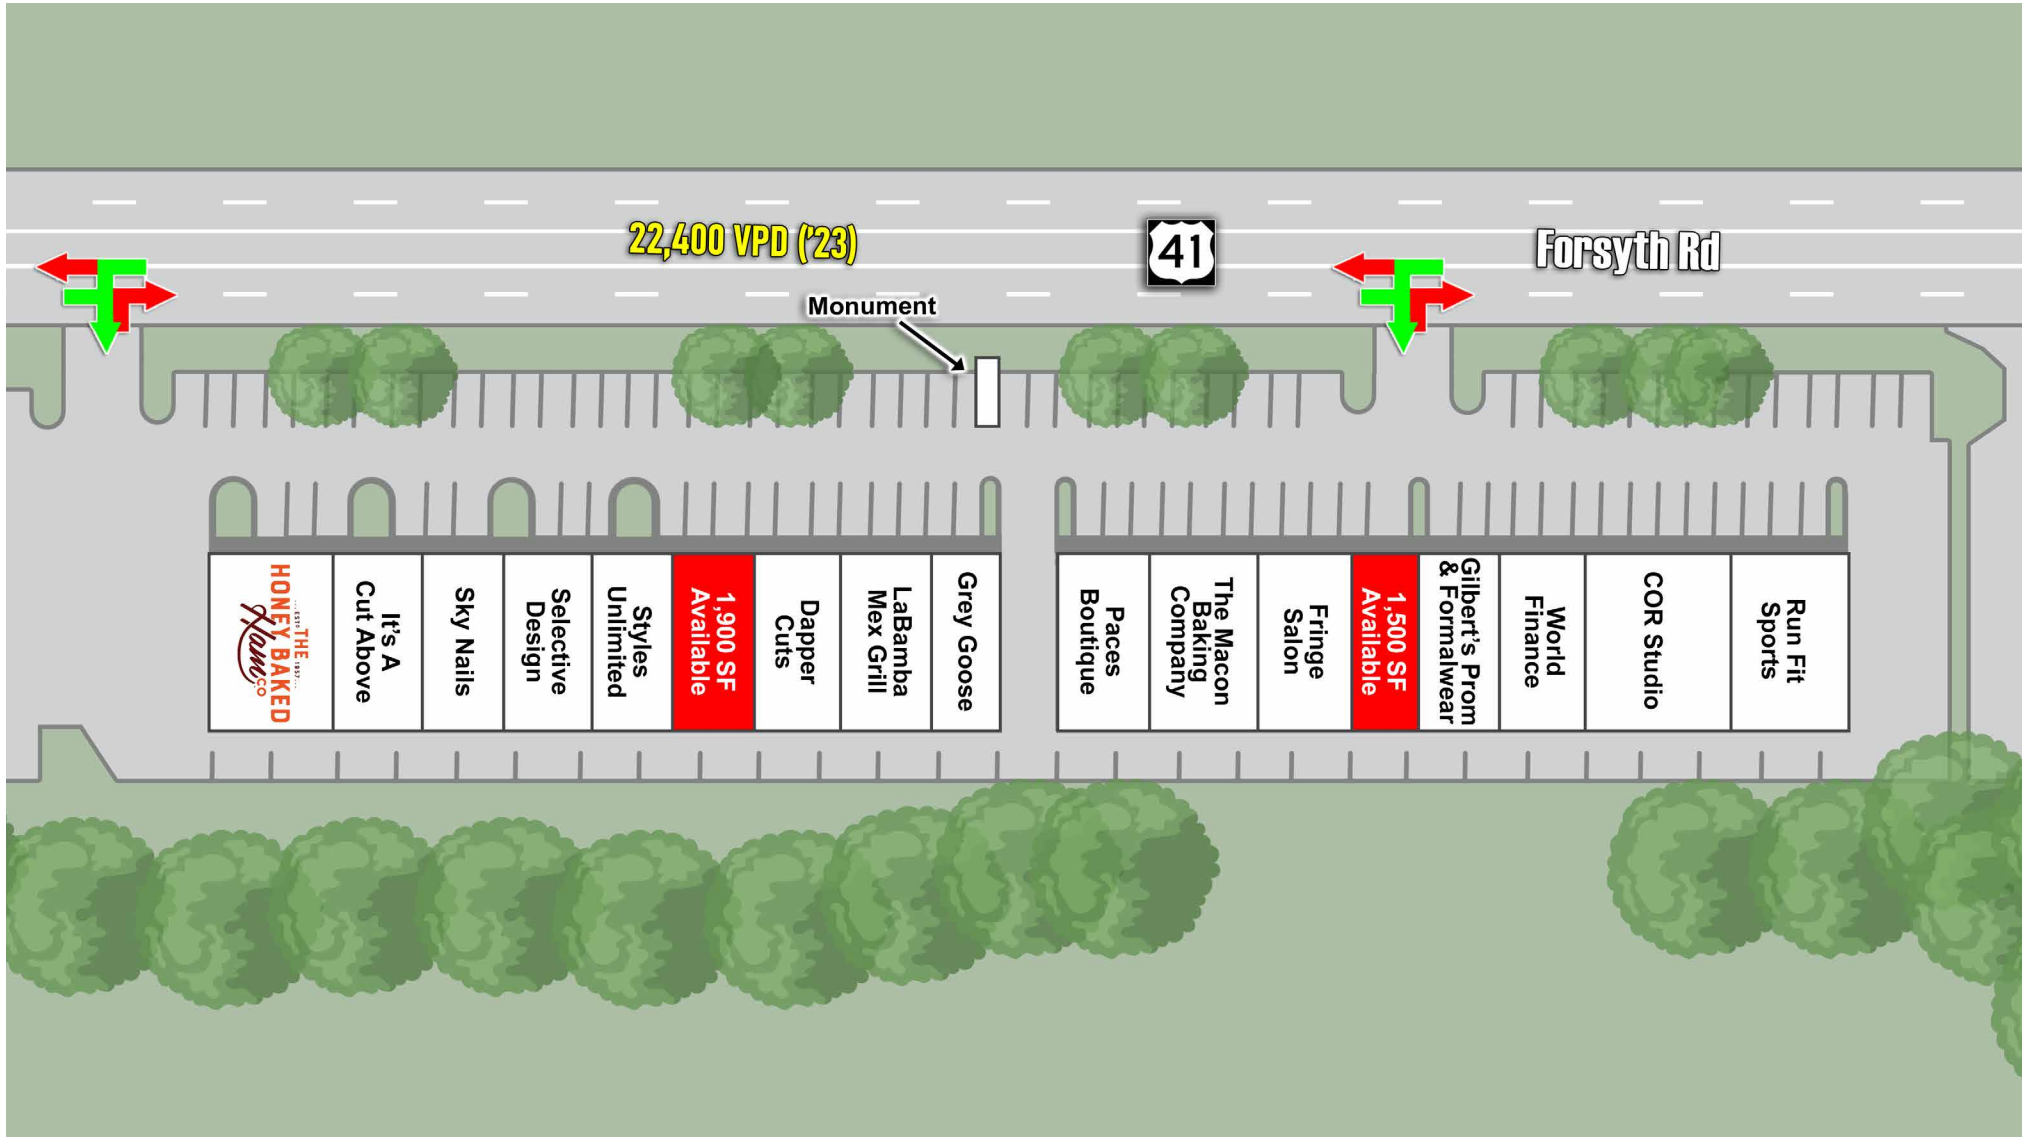 22,400 VPD ('23)
41
Forsyth Rd
Monument
...ESTD 1957...
THE
HONEY BAKED
Ham CO
It's A
Cut Above
Sky Nails
Selective
Design
Styles
Unlimited
1,900 SF
Available
Dapper
Cuts
LaBamba
Mex Grill
Grey Goose
Paces
Boutique
The Macon
Baking
Company
Fringe
Salon
1,500 SF
Available
Gilbert's Prom
& Formalwear
World
Finance
COR Studio
Run Fit
Sports